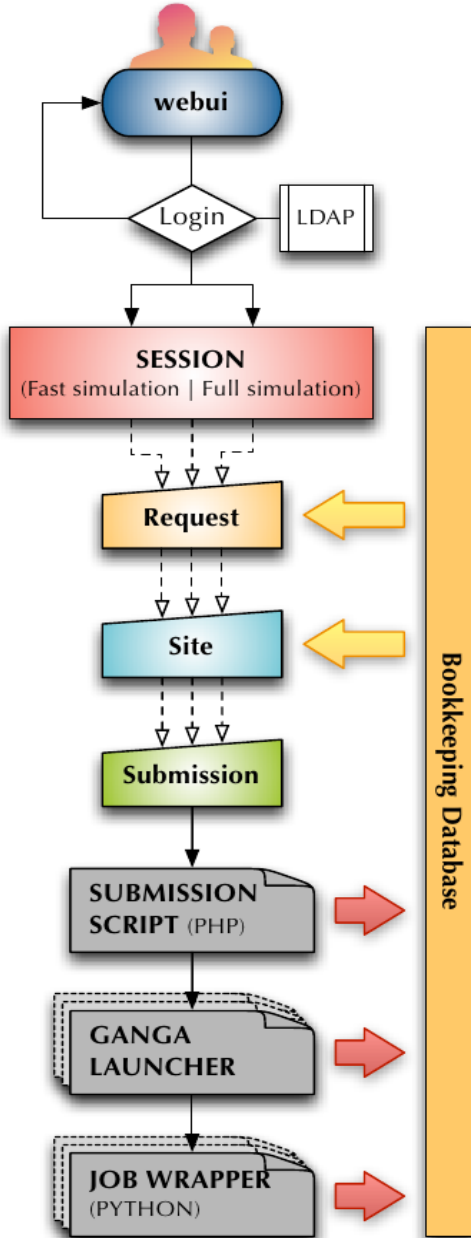 webui
Login
LDAP
SESSION
(Fast simulation | Full simulation)
Request
Site
Submission
Bookkeeping Database
SUBMISSION
SCRIPT (PHP)
GANGA
LAUNCHER
JOB WRAPPER
(PYTHON)